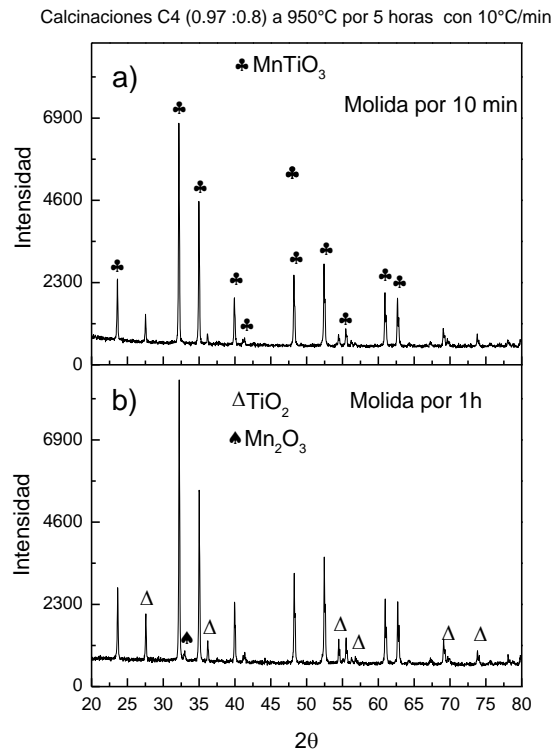 Calcinaciones C4 (0.97 :0.8) a 950°C por 5 horas  con 10°C/min
a)
♣ MnTiO₃
Molida por 10 min
♣ ♣ ♣ ♣ ♣ ♣ ♣ ♣ ♣ ♣ ♣
Intensidad
6900
4600
2300
0
b)
Δ TiO₂
Molida por 1h
♠ Mn₂O₃
Δ ♠ Δ Δ Δ Δ Δ
Intensidad
6900
4600
2300
0
20 25 30 35 40 45 50 55 60 65 70 75 80
2θ